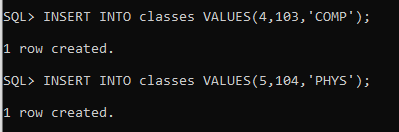 SQL> INSERT INTO classes VALUES(4,103,'COMP');
1 row created.
SQL> INSERT INTO classes VALUES(5,104,'PHYS');
1 row created.